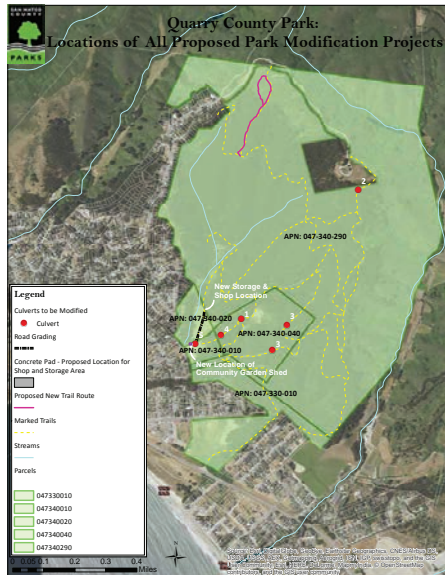 SAN MATEO
COUNTY
PARKS
Quarry County Park:
Locations of All Proposed Park Modification Projects
2
APN: 047-340-290
New Storage &
Shop Location
APN: 047-340-020
1
3
4
APN: 047-340-040
APN: 047-340-010
3
New Location of
Community Garden Shed
APN: 047-330-010
Legend
Culverts to be Modified
Culvert
Road Grading
Concrete Pad - Proposed Location for
Shop and Storage Area
Proposed New Trail Route
Marked Trails
Streams
Parcels
047330010
047340010
047340020
047340040
047340290
0 0.05 0.1 0.2 0.3 0.4
Miles